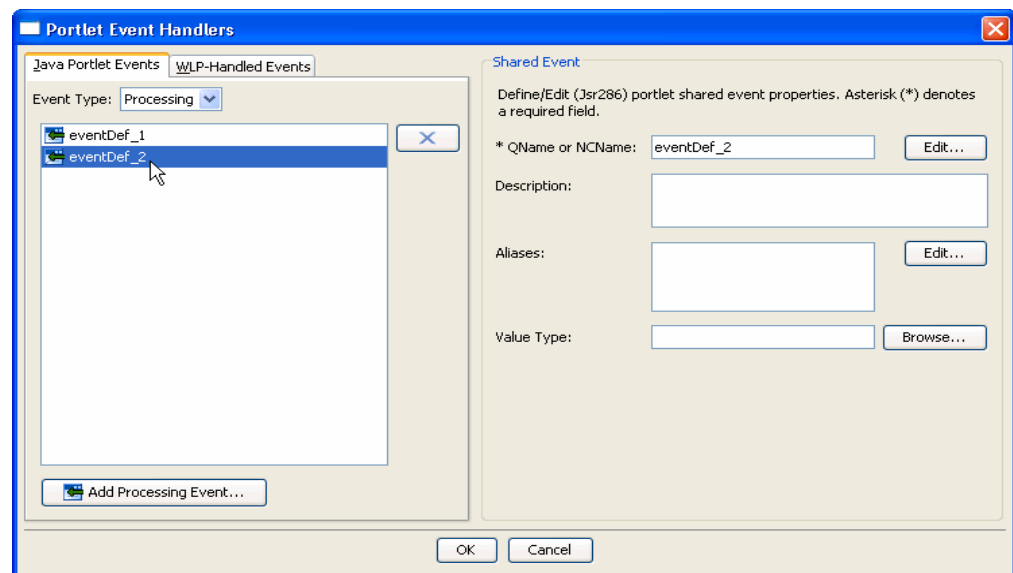 Portlet Event Handlers
Java Portlet Events
WLP-Handled Events
Event Type:
Processing
eventDef_1
eventDef_2
Add Processing Event...
Shared Event
Define/Edit (Jsr286) portlet shared event properties. Asterisk (*) denotes
a required field.
* QName or NCName:
eventDef_2
Edit...
Description:
Aliases:
Edit...
Value Type:
Browse...
OK
Cancel